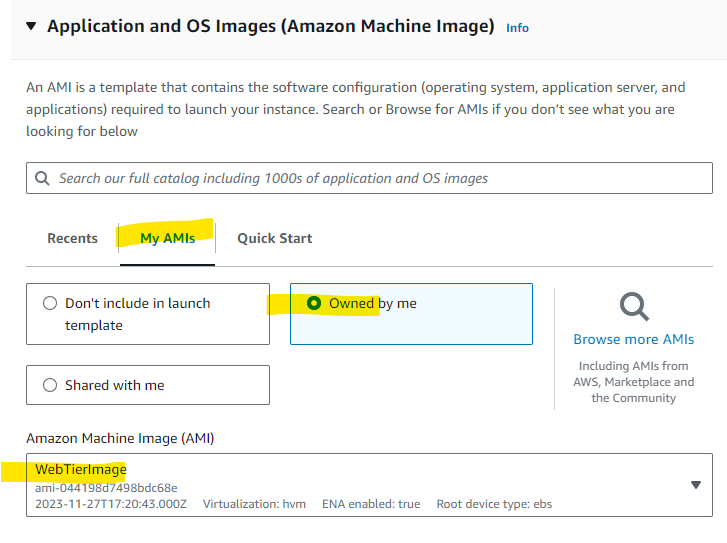 Application and OS Images (Amazon Machine Image) Info
An AMI is a template that contains the software configuration (operating system, application server, and
applications) required to launch your instance. Search or Browse for AMIs if you don’t see what you are
looking for below
Search our full catalog including 1000s of application and OS images
Recents My AMIs Quick Start
Don't include in launch
template
Owned by me
Shared with me
Browse more AMIs
Including AMIs from
AWS, Marketplace and
the Community
Amazon Machine Image (AMI)
WebTierImage
ami-044198d7498bdc68e
2023-11-27T17:20:43.000Z Virtualization: hvm ENA enabled: true Root device type: ebs